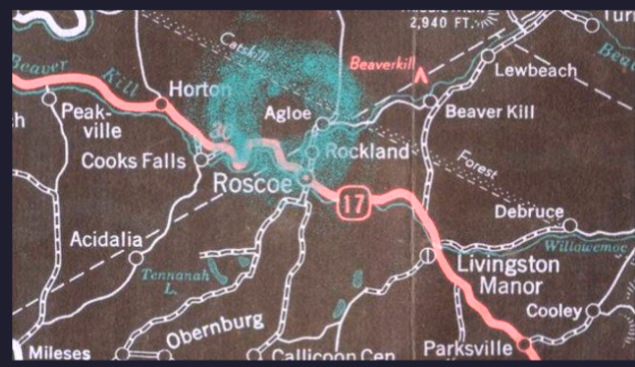 2,940 FT.
Catskill
Beaverkill
Lewbeach
Beaver Kill
Horton
Agloe
Beaver Kill
Peak-
ville
Rockland
Cooks Falls
Forest
Roscoe
17
Debruce
Acidalia
Willowemoc
Tennanah
L.
Livingston
Manor
Cooley
Obernburg
Mileses
Callicoon Cen
Parksville